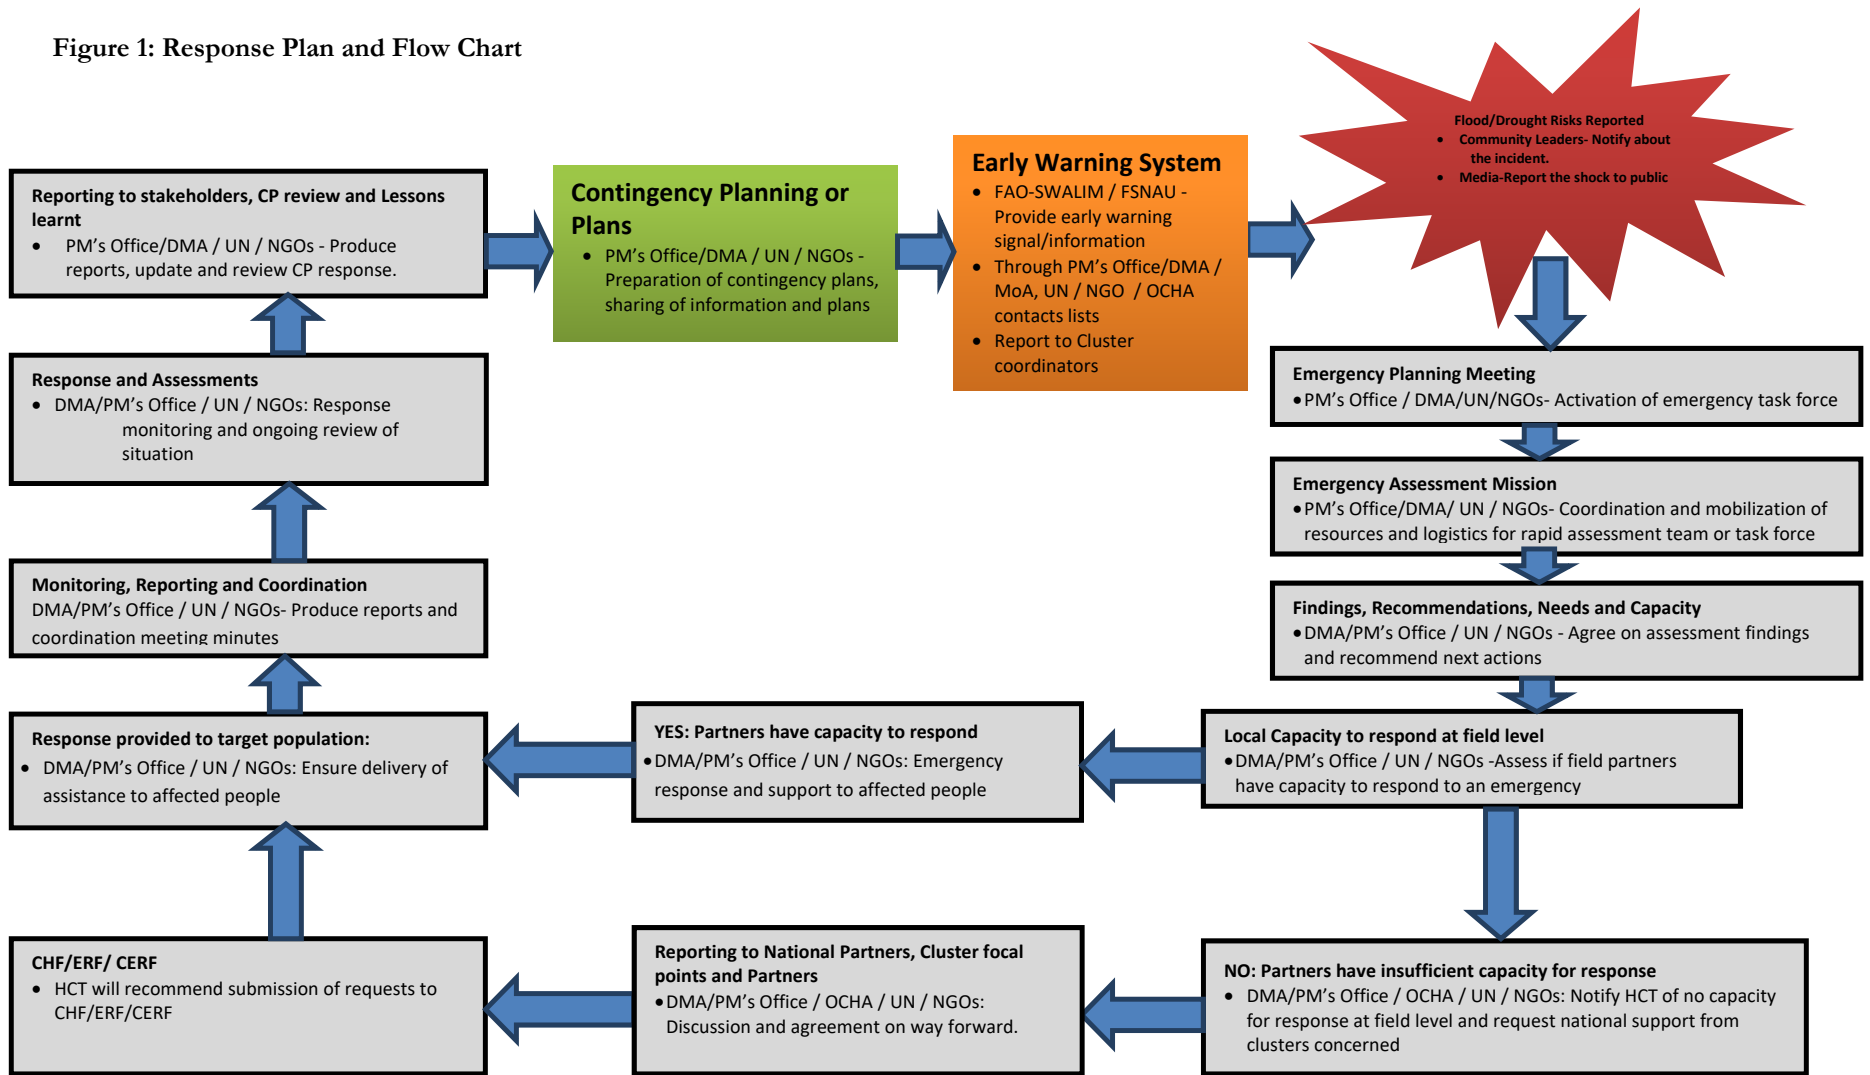 Figure 1: Response Plan and Flow Chart
Flood/Drought Risks Reported
• Community Leaders- Notify about
the incident.
• Media-Report the shock to public
Reporting to stakeholders, CP review and Lessons
learnt
• PM’s Office/DMA / UN / NGOs - Produce
reports, update and review CP response.
Contingency Planning or
Plans
• PM’s Office/DMA / UN / NGOs -
Preparation of contingency plans,
sharing of information and plans
Early Warning System
• FAO-SWALIM / FSNAU -
Provide early warning
signal/information
• Through PM’s Office/DMA /
MoA, UN / NGO / OCHA
contacts lists
• Report to Cluster
coordinators
Emergency Planning Meeting
• PM’s Office / DMA/UN/NGOs- Activation of emergency task force
Response and Assessments
• DMA/PM’s Office / UN / NGOs: Response
monitoring and ongoing review of
situation
Emergency Assessment Mission
• PM’s Office/DMA/ UN / NGOs- Coordination and mobilization of
resources and logistics for rapid assessment team or task force
Monitoring, Reporting and Coordination
DMA/PM’s Office / UN / NGOs- Produce reports and
coordination meeting minutes
Findings, Recommendations, Needs and Capacity
• DMA/PM’s Office / UN / NGOs - Agree on assessment findings
and recommend next actions
Response provided to target population:
• DMA/PM’s Office / UN / NGOs: Ensure delivery of
assistance to affected people
YES: Partners have capacity to respond
• DMA/PM’s Office / UN / NGOs: Emergency
response and support to affected people
Local Capacity to respond at field level
• DMA/PM’s Office / UN / NGOs -Assess if field partners
have capacity to respond to an emergency
CHF/ERF/ CERF
• HCT will recommend submission of requests to
CHF/ERF/CERF
Reporting to National Partners, Cluster focal
points and Partners
• DMA/PM’s Office / OCHA / UN / NGOs:
Discussion and agreement on way forward.
NO: Partners have insufficient capacity for response
• DMA/PM’s Office / OCHA / UN / NGOs: Notify HCT of no capacity
for response at field level and request national support from
clusters concerned